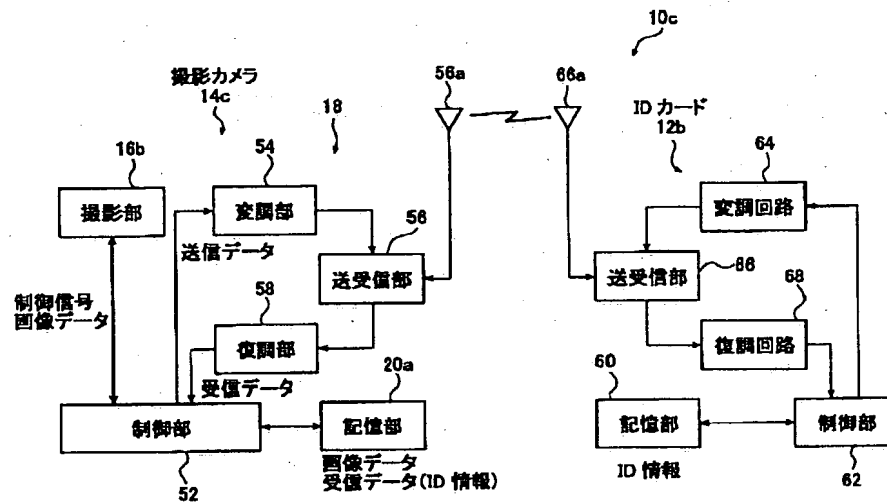 10c
撮影カメラ
14c
18
56a
66a
IDカード
12b
16b
54
64
撮影部
変調部
56
変調回路
送信データ
送受信部
送受信部
66
制御信号
画像データ
58
68
復調部
復調回路
受信データ
20a
60
制御部
記憶部
記憶部
制御部
画像データ
受信データ(ID 情報)
ID 情報
52
62